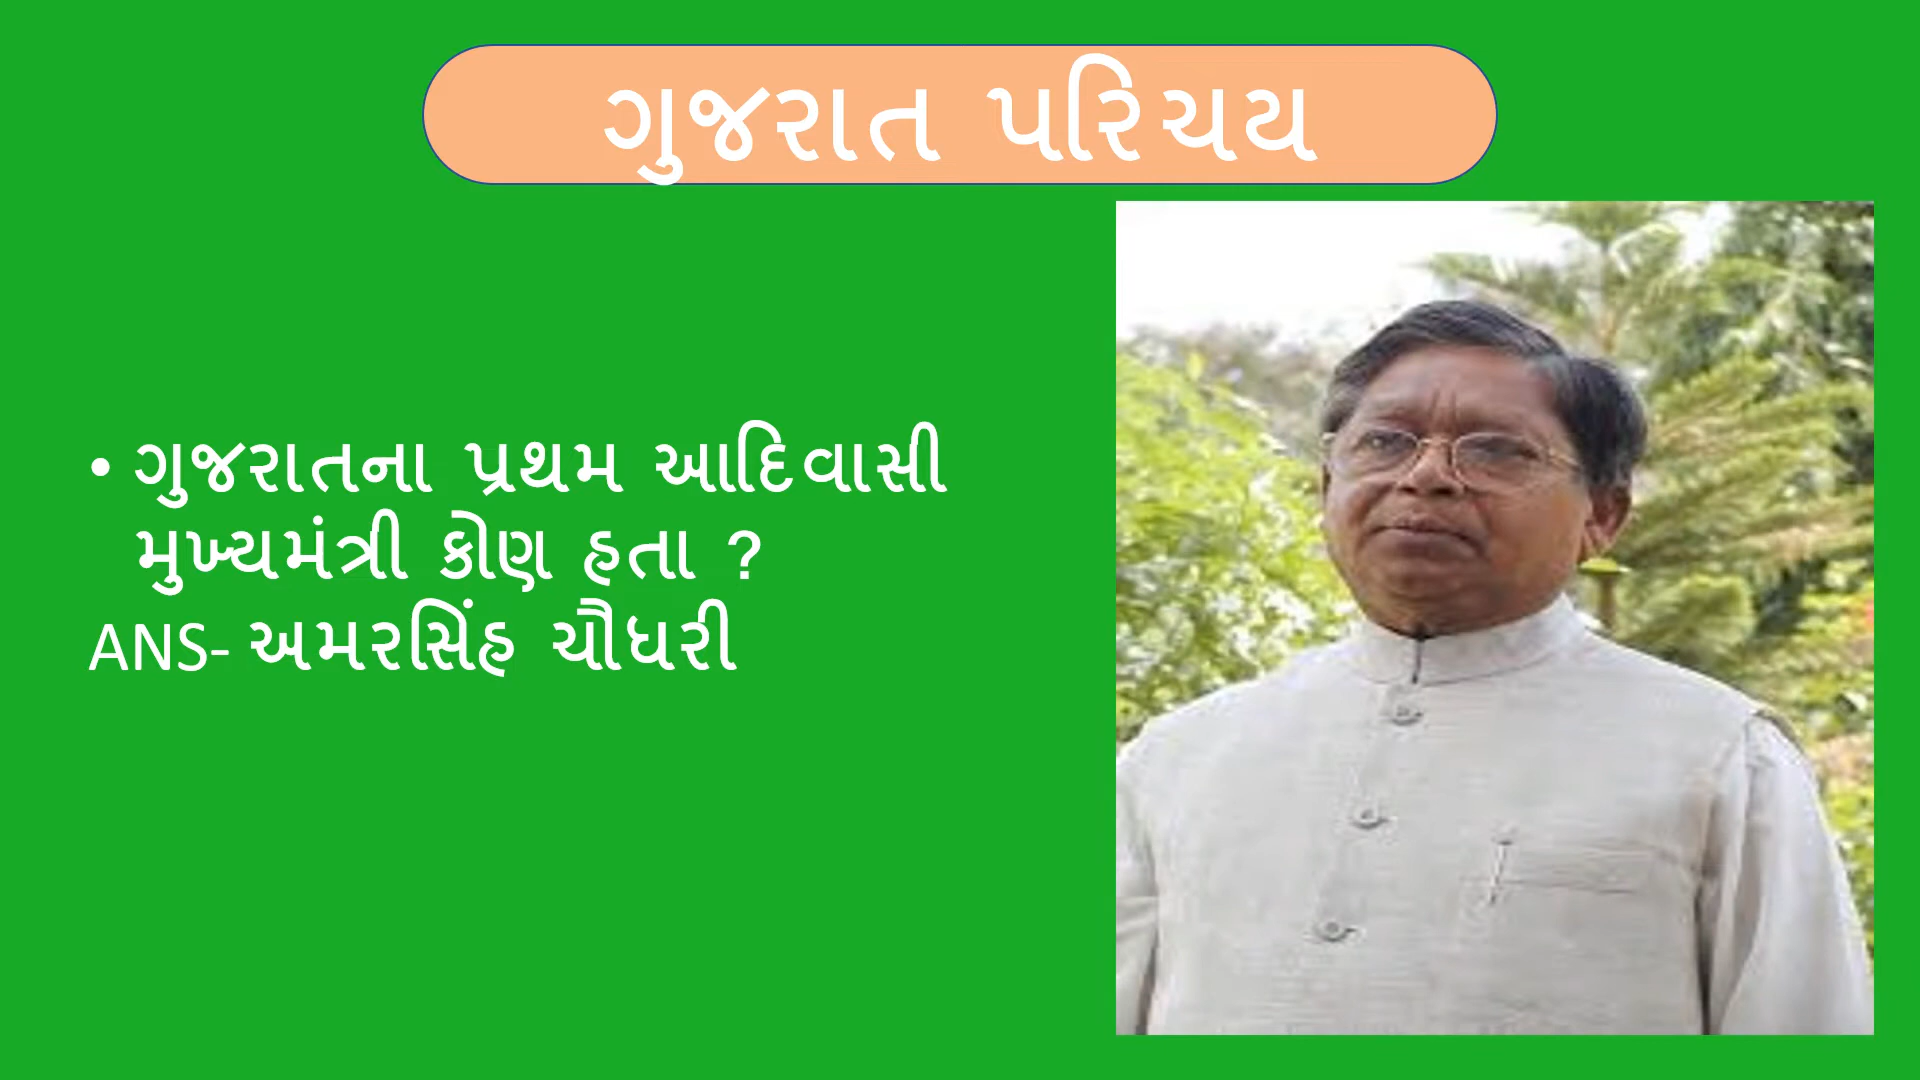 ગુજરાત પરિચય
• ગુજરાતના પ્રથમ આદિવાસી
મુખ્યમંત્રી કોણ હતા ?
ANS- અમરસિંહ ચૌધરી